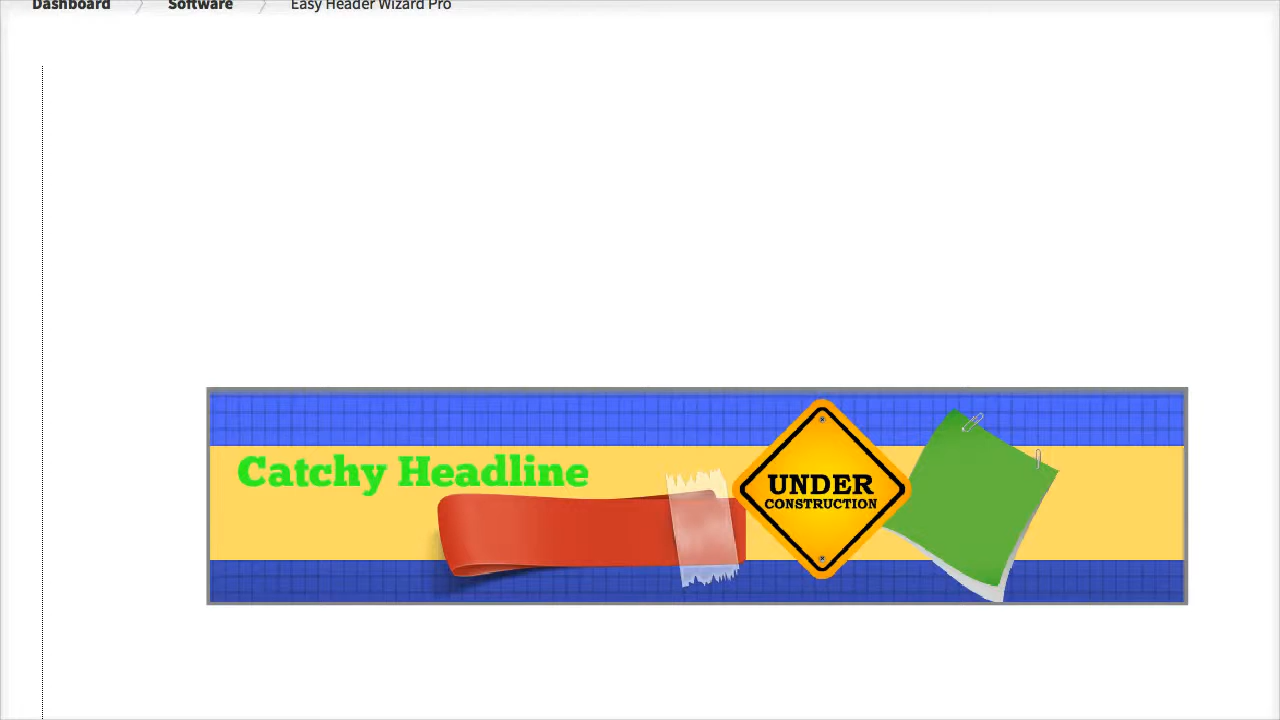 Dashboard Software Easy Header Wizard Pro
Catchy Headline
UNDER
CONSTRUCTION